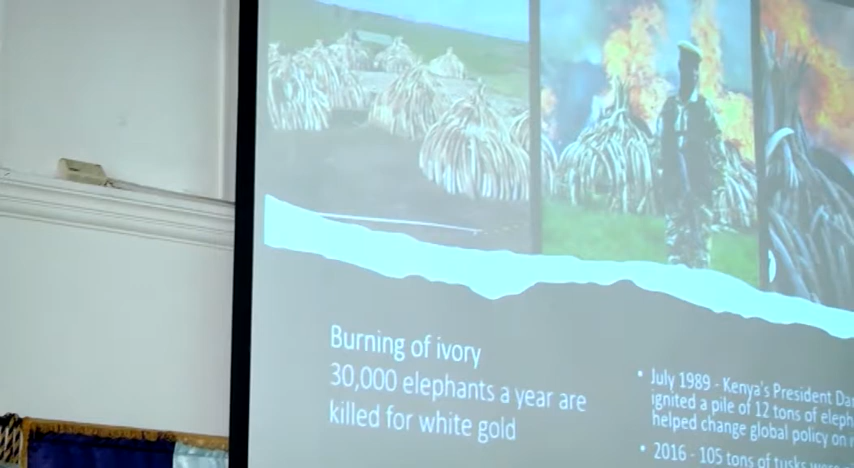 Burning of ivory
30,000 elephants a year are
killed for white gold
• July 1989 - Kenya's President
ignited a pile of 12 tons of
helped change global policy on
• 2016 - 105 tons of tusks were